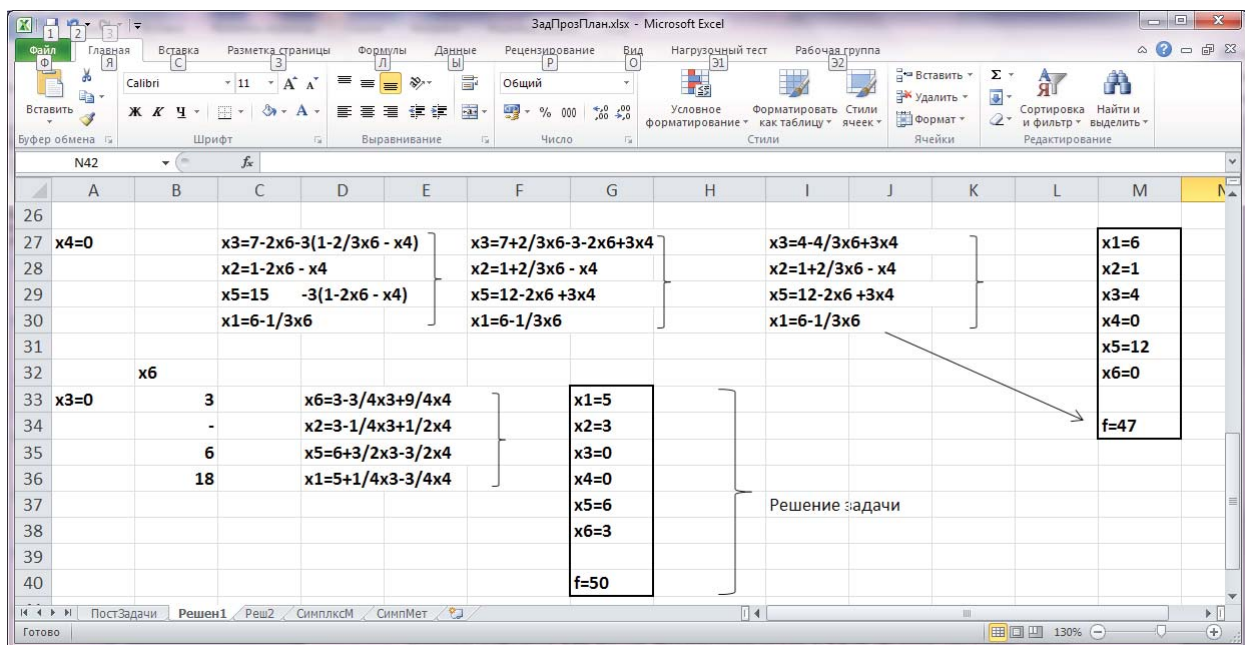 ЗадПрозПлан.xlsx - Microsoft Excel
1 2 3
Файл Главная Вставка Разметка страницы Формулы Данные Рецензирование Вид Нагрузочный тест Рабочая группа
Ф Я С З Л Ы Р О Э1 Э2
Calibri 11 Общий Вставить Σ
Вставить Ж К Ч % 000 Условное форматирование Форматировать как таблицу Стили ячеек Удалить Формат Сортировка и фильтр Найти и выделить
Буфер обмена Шрифт Выравнивание Число Стили Ячейки Редактирование
N42 fx
A B C D E F G H I J K L M N
26
27 x4=0 x3=7-2x6-3(1-2/3x6 - x4) x3=7+2/3x6-3-2x6+3x4 x3=4-4/3x6+3x4 x1=6
28 x2=1-2x6 - x4 x2=1+2/3x6 - x4 x2=1+2/3x6 - x4 x2=1
29 x5=15 -3(1-2x6 - x4) x5=12-2x6 +3x4 x5=12-2x6 +3x4 x3=4
30 x1=6-1/3x6 x1=6-1/3x6 x1=6-1/3x6 x4=0
31 x5=12
32 x6 x6=0
33 x3=0 3 x6=3-3/4x3+9/4x4 x1=5
34 - x2=3-1/4x3+1/2x4 x2=3 f=47
35 6 x5=6+3/2x3-3/2x4 x3=0
36 18 x1=5+1/4x3-3/4x4 x4=0
37 x5=6 Решение задачи
38 x6=3
39
40 f=50
ПостЗадачи Решен1 Реш2 СимплксМ СимпМет
Готово 130%